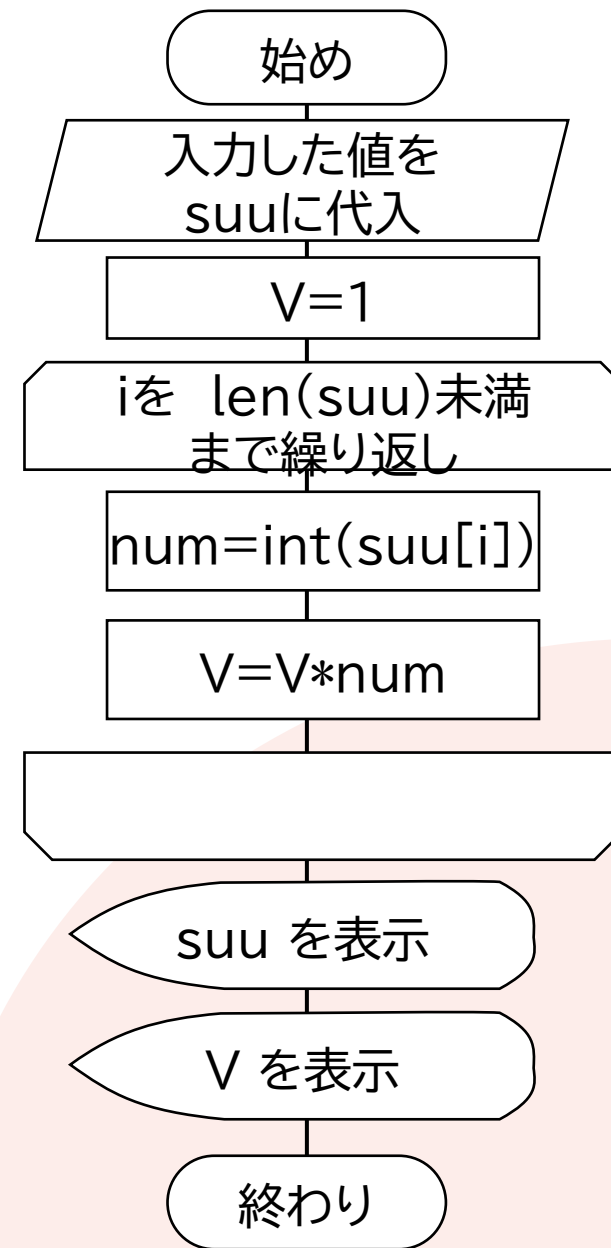 始め
入力した値を
suuに代入
V=1
iを len(suu)未満
まで繰り返し
num=int(suu[i])
V=V*num
suu を表示
V を表示
終わり